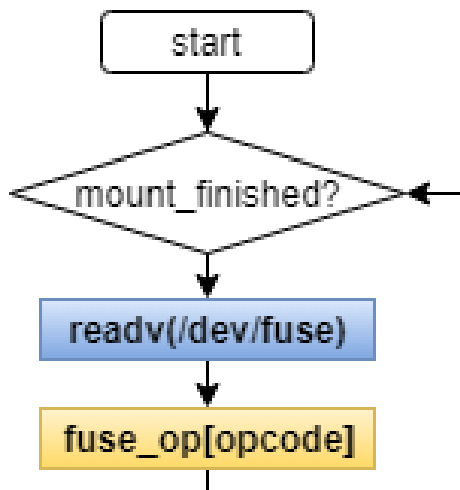 start
mount_finished?
readv(/dev/fuse)
fuse_op[opcode]